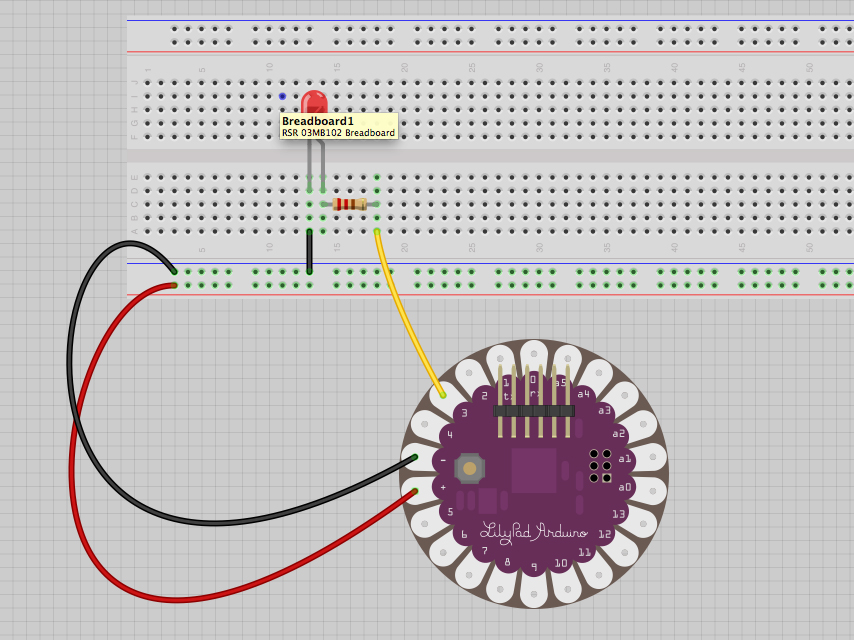 1 5 10 15 20 25 30 35 40 45 50
J
I
H
G
F
Breadboard1
RSR 03MB102 Breadboard
E
D
C
B
A
5 10 15 20 25 30 35 40 45 50
1 0 a5
2 tx rx a4
3 a3
4 a2
- a1
+ a0
5 13
6 12
7 11
8 10
9
LilyPad Arduino